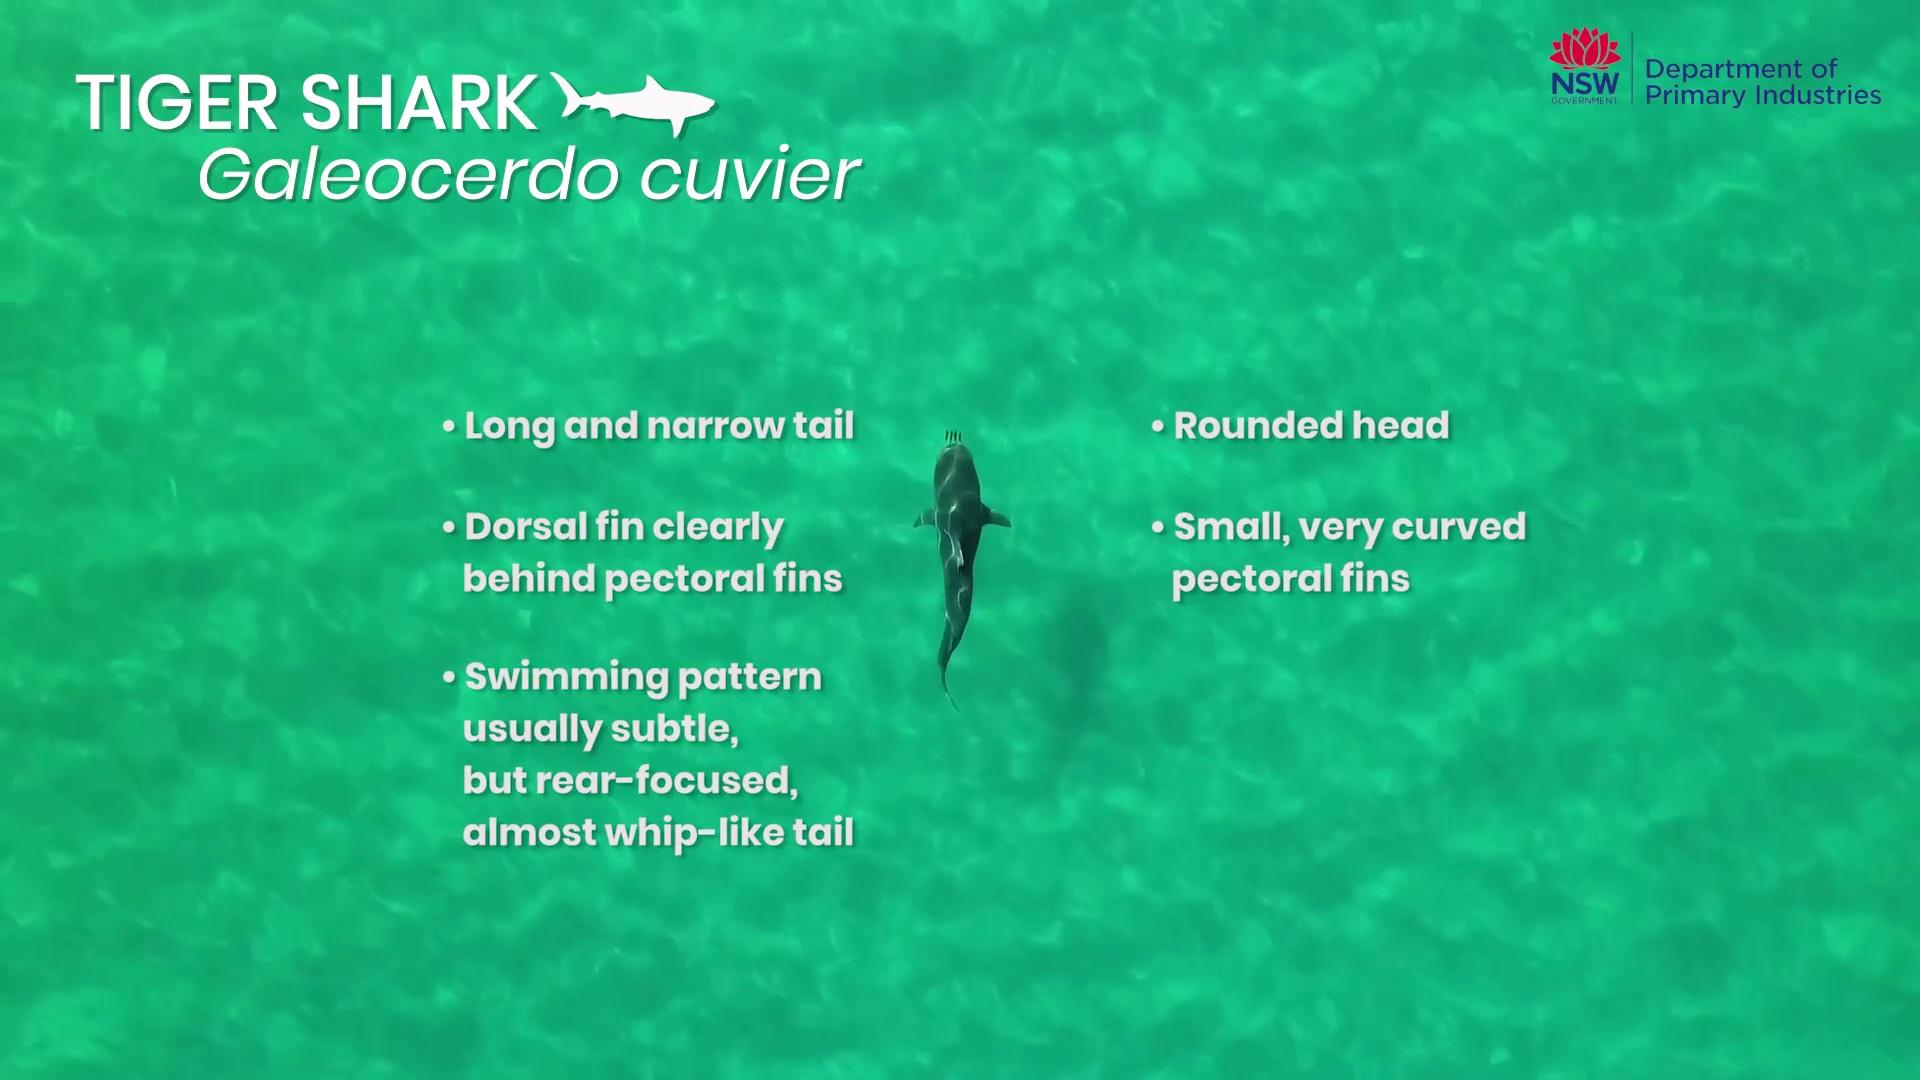 TIGER SHARK
Galeocerdo cuvier
NSW
GOVERNMENT
Department of
Primary Industries
• Long and narrow tail
• Dorsal fin clearly
behind pectoral fins
• Swimming pattern
usually subtle,
but rear-focused,
almost whip-like tail
• Rounded head
• Small, very curved
pectoral fins